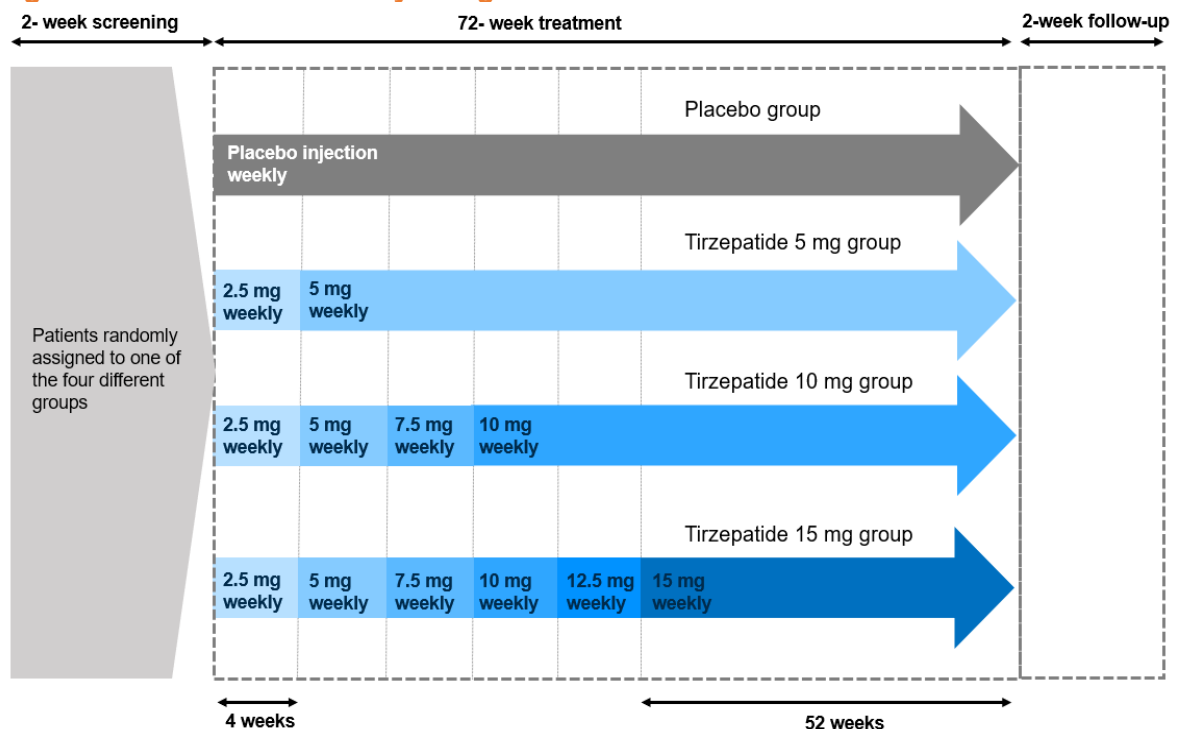 2- week screening
72- week treatment
2-week follow-up
Placebo group
Placebo injection
weekly
Tirzepatide 5 mg group
2.5 mg
weekly
5 mg
weekly
Patients randomly
assigned to one of
the four different
groups
Tirzepatide 10 mg group
2.5 mg
weekly
5 mg
weekly
7.5 mg
weekly
10 mg
weekly
Tirzepatide 15 mg group
2.5 mg
weekly
5 mg
weekly
7.5 mg
weekly
10 mg
weekly
12.5 mg
weekly
15 mg
weekly
4 weeks
52 weeks